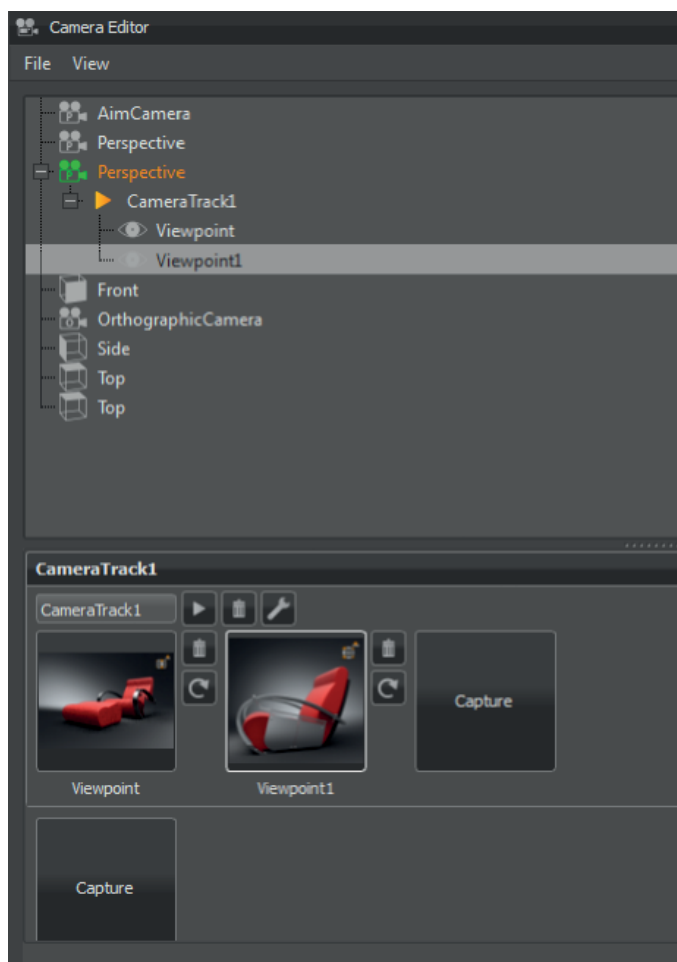 Camera Editor
File View
AimCamera
Perspective
Perspective
CameraTrack1
Viewpoint
Viewpoint1
Front
OrthographicCamera
Side
Top
Top
CameraTrack1
CameraTrack1
Capture
Viewpoint Viewpoint1
Capture